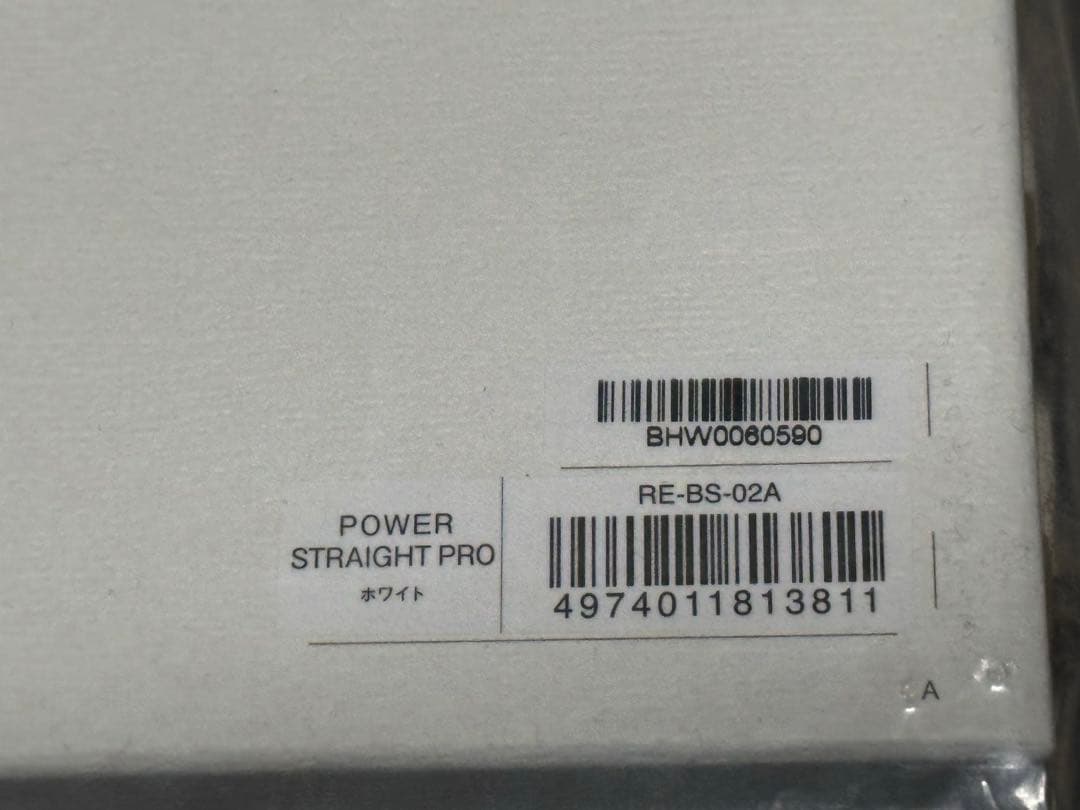 BHW0060590
RE-BS-02A
4974011813811
POWER
STRAIGHT PRO
ホワイト
A